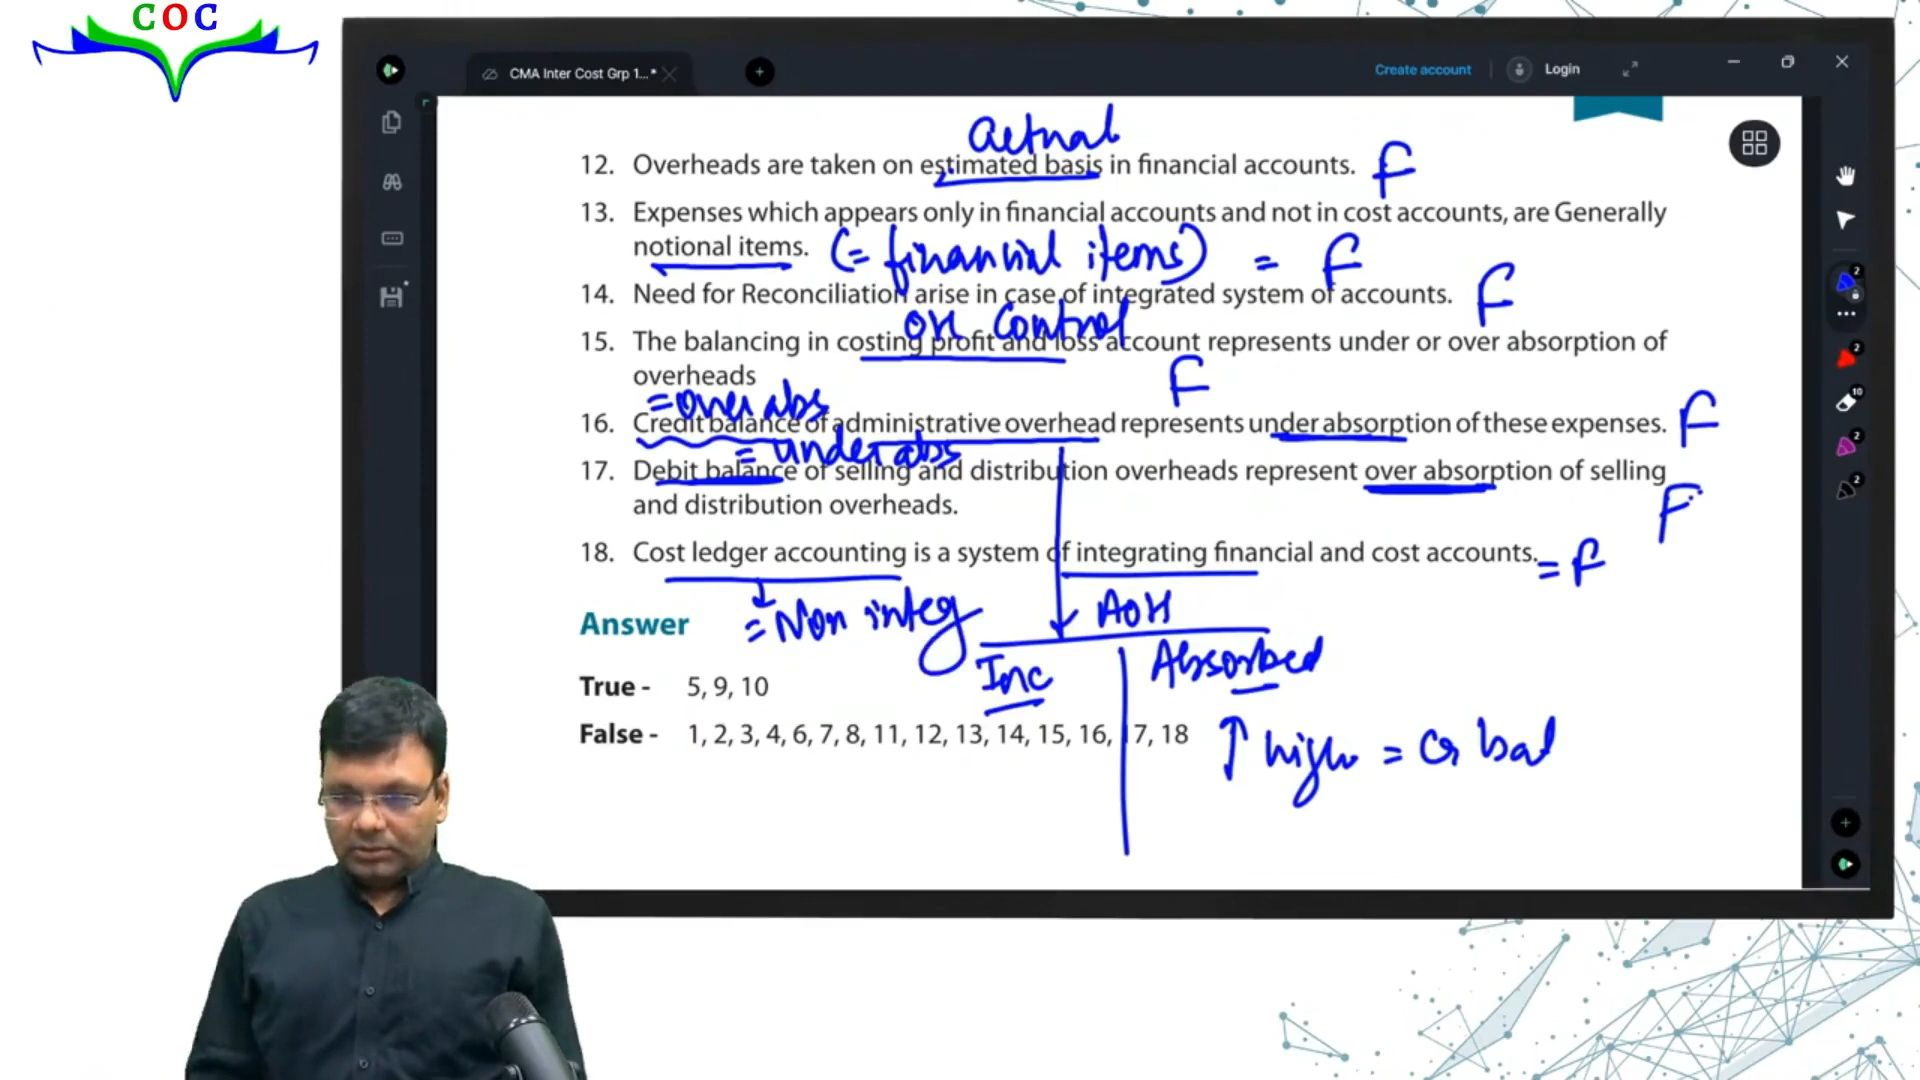 COC
CMA Inter Cost Grp 1...*
Create account
Login
actual
12. Overheads are taken on estimated basis in financial accounts. F
13. Expenses which appears only in financial accounts and not in cost accounts, are Generally
notional items. (= financial items) = F
14. Need for Reconciliation arise in case of integrated system of accounts. F
OH Control
15. The balancing in costing profit and loss account represents under or over absorption of
overheads F
= over abs
16. Credit balance of administrative overhead represents under absorption of these expenses. F
= under abs
17. Debit balance of selling and distribution overheads represent over absorption of selling
and distribution overheads. F
18. Cost ledger accounting is a system of integrating financial and cost accounts. = F
= Non integ
AOH
Answer
Inc Absorbed
True - 5, 9, 10
False - 1, 2, 3, 4, 6, 7, 8, 11, 12, 13, 14, 15, 16, 17, 18
↑ high = Cr bal
2
2
10
2
2